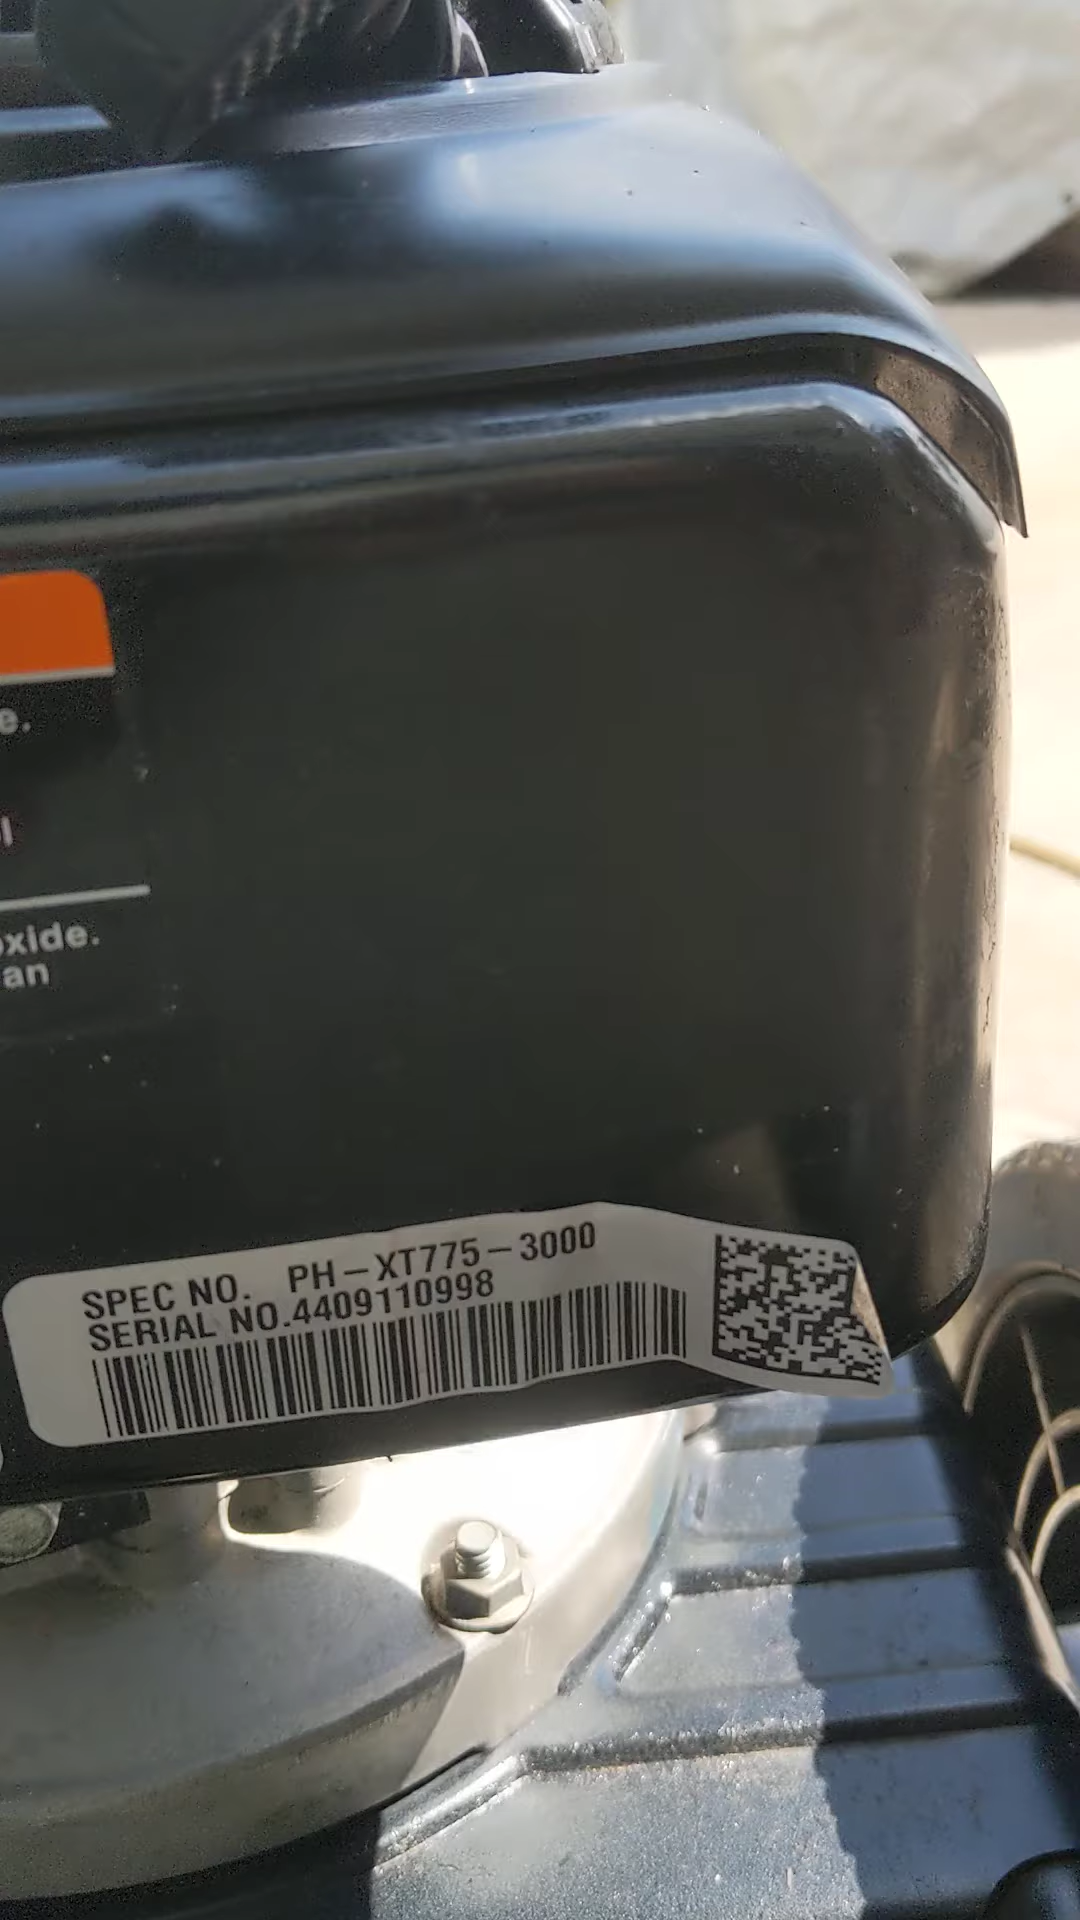 e.
l
oxide.
an
SPEC NO. PH-XT775-3000
SERIAL NO.4409110998